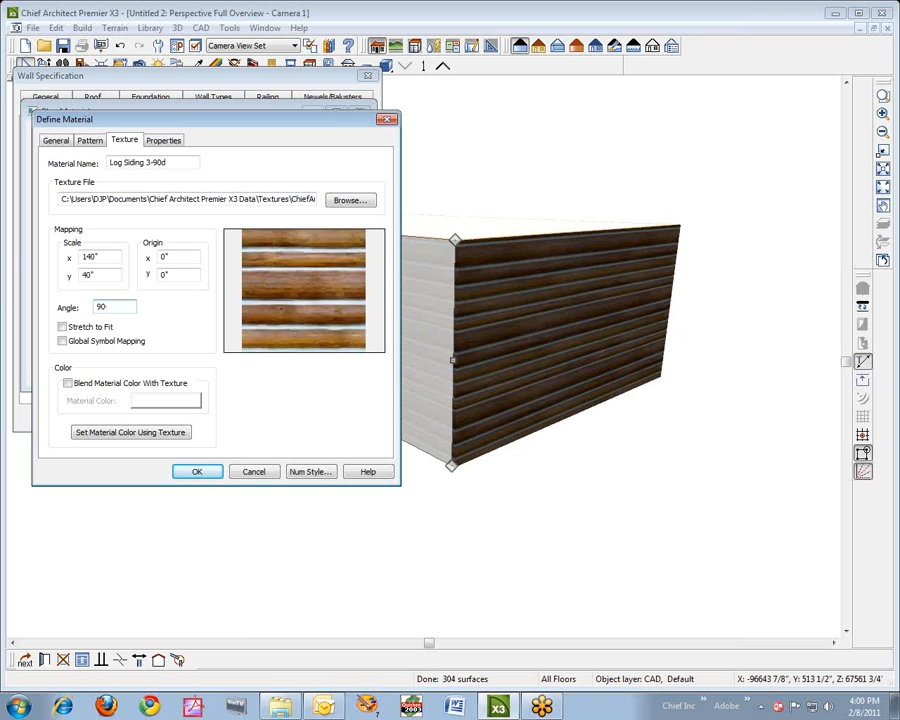 Chief Architect Premier X3 - [Untitled 2: Perspective Full Overview - Camera 1]
File Edit Build Terrain Library 3D CAD Tools Window Help
Camera View Set
1
Wall Specification
General Roof Foundation Wall Types Railing Newels/Balusters
Define Material
General Pattern Texture Properties
Material Name: Log Siding 3-90d
Texture File
C:\Users\DJP\Documents\Chief Architect Premier X3 Data\Textures\ChiefAr Browse...
Mapping
Scale Origin
x 140" x 0"
y 40" y 0"
Angle: 90
Stretch to Fit
Global Symbol Mapping
Color
Blend Material Color With Texture
Material Color:
Set Material Color Using Texture
OK Cancel Num Style... Help
next
Done: 304 surfaces All Floors Object layer: CAD, Default X: -96643 7/8", Y: 513 1/2", Z: 67561 3/4"
X3 Chief Inc » Adobe » 4:00 PM
2/8/2011